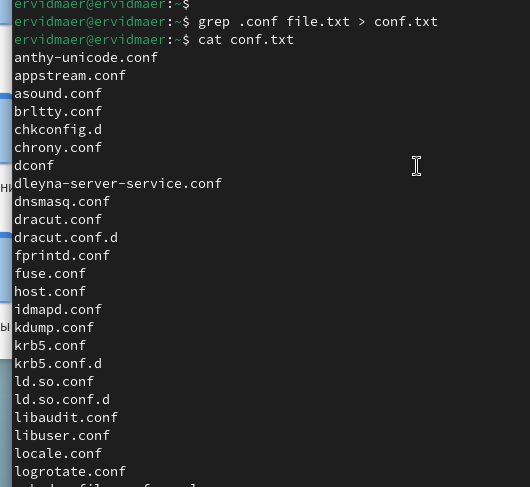 ervidmaer@ervidmaer:~$
ervidmaer@ervidmaer:~$ grep .conf file.txt > conf.txt
ervidmaer@ervidmaer:~$ cat conf.txt
anthy-unicode.conf
appstream.conf
asound.conf
brltty.conf
chkconfig.d
chrony.conf
dconf
dleyna-server-service.conf
dnsmasq.conf
dracut.conf
dracut.conf.d
fprintd.conf
fuse.conf
host.conf
idmapd.conf
kdump.conf
krb5.conf
krb5.conf.d
ld.so.conf
ld.so.conf.d
libaudit.conf
libuser.conf
locale.conf
logrotate.conf
ни
ы